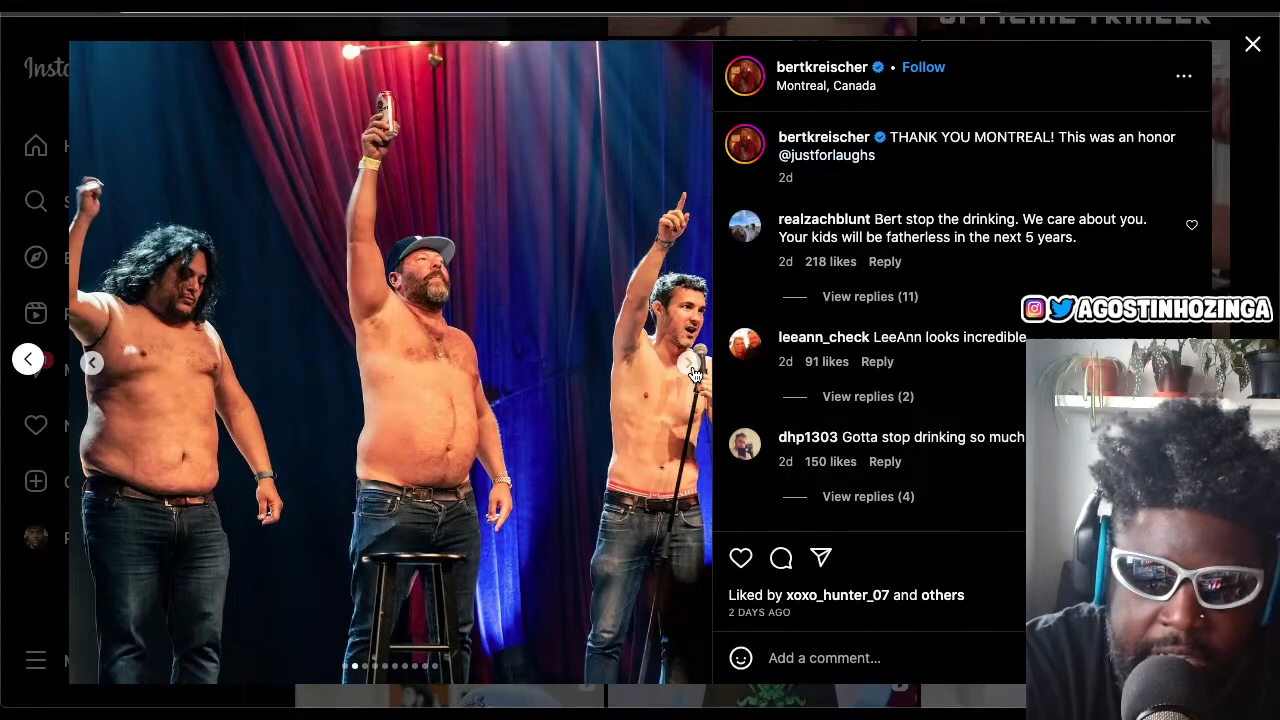 Insta
bertkreischer • Follow
Montreal, Canada
bertkreischer THANK YOU MONTREAL! This was an honor
@justforlaughs
2d
realzachblunt Bert stop the drinking. We care about you.
Your kids will be fatherless in the next 5 years.
2d 218 likes Reply
View replies (11)
AGOSTINHOZINGA
leeann_check LeeAnn looks incredible
2d 91 likes Reply
View replies (2)
dhp1303 Gotta stop drinking so much
2d 150 likes Reply
View replies (4)
Liked by xoxo_hunter_07 and others
2 DAYS AGO
Add a comment...